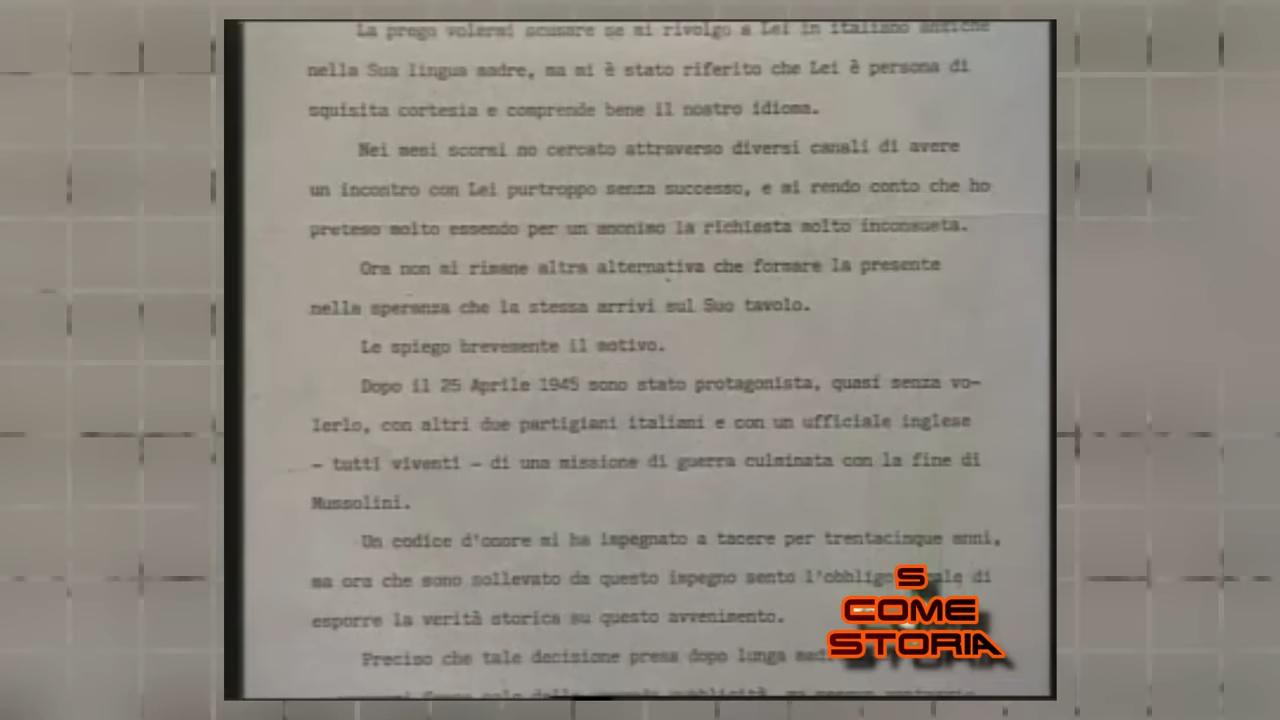 La prego volermi scusare se mi rivolgo a Lei in italiano anziche
nella Sua lingua madre, ma mi è stato riferito che Lei è persona di
squisita cortesia e comprende bene il nostro idioma.
Nei mesi scorsi ho cercato attraverso diversi canali di avere
un incontro con Lei purtroppo senza successo, e mi rendo conto che ho
preteso molto essendo per un anonimo la richiesta molto inconsueta.
Ora non mi rimane altra alternativa che formare la presente
nella speranza che la stessa arrivi sul Suo tavolo.
Le spiego brevemente il motivo.
Dopo il 25 Aprile 1945 sono stato protagonista, quasi senza vo-
lerlo, con altri due partigiani italiani e con un ufficiale inglese
- tutti viventi - di una missione di guerra culminata con la fine di
Mussolini.
Un codice d'onore mi ha impegnato a tacere per trentacinque anni,
ma ora che sono sollevato da questo impegno sento l'obbligo di
esporre la verità storica su questo avvenimento.
Preciso che tale decisione presa dopo lunga
S
COME
STORIA